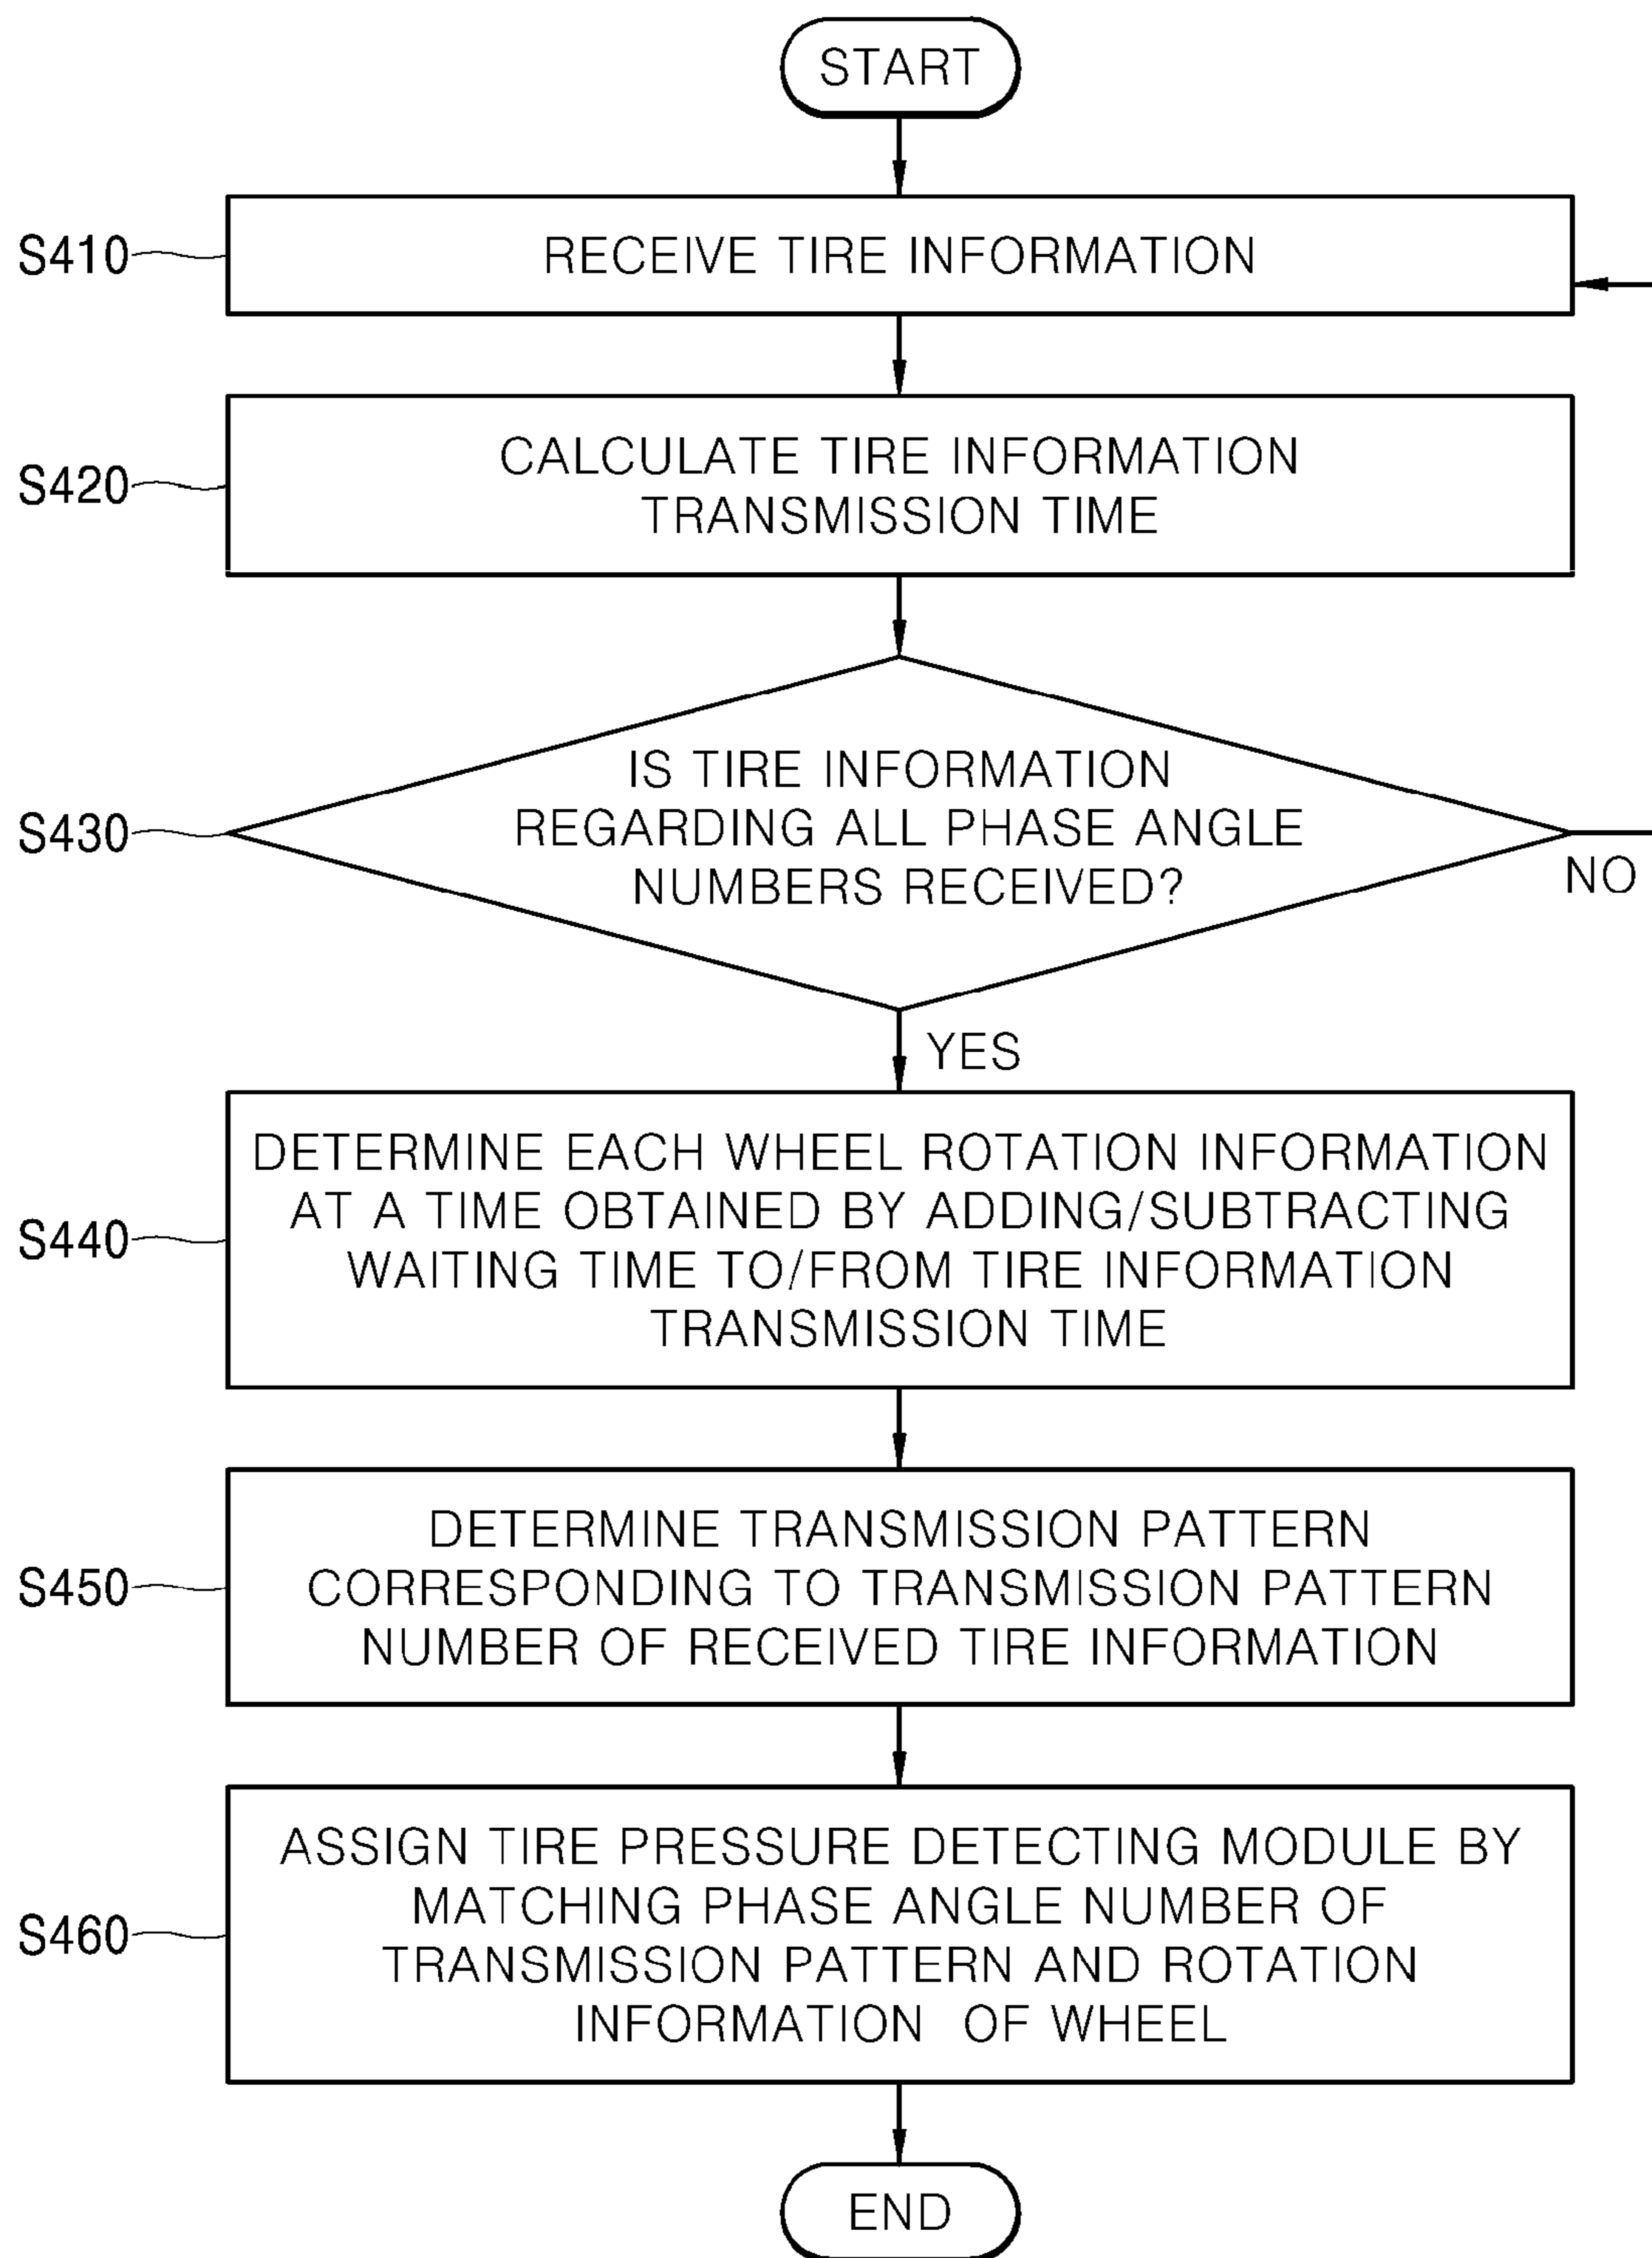 START
S410
RECEIVE TIRE INFORMATION
S420
CALCULATE TIRE INFORMATION
TRANSMISSION TIME
S430
IS TIRE INFORMATION
REGARDING ALL PHASE ANGLE
NUMBERS RECEIVED?
NO
YES
S440
DETERMINE EACH WHEEL ROTATION INFORMATION
AT A TIME OBTAINED BY ADDING/SUBTRACTING
WAITING TIME TO/FROM TIRE INFORMATION
TRANSMISSION TIME
S450
DETERMINE TRANSMISSION PATTERN
CORRESPONDING TO TRANSMISSION PATTERN
NUMBER OF RECEIVED TIRE INFORMATION
S460
ASSIGN TIRE PRESSURE DETECTING MODULE BY
MATCHING PHASE ANGLE NUMBER OF
TRANSMISSION PATTERN AND ROTATION
INFORMATION OF WHEEL
END